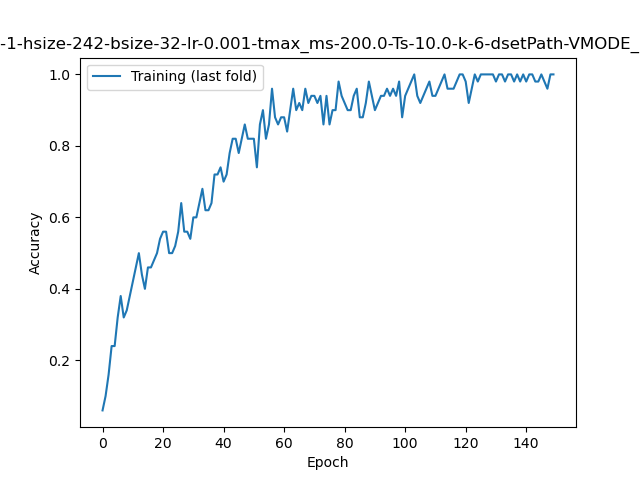 -1-hsize-242-bsize-32-lr-0.001-tmax_ms-200.0-Ts-10.0-k-6-dsetPath-VMODE_
Training (last fold)
1.0
0.8
0.6
0.4
0.2
Accuracy
0 20 40 60 80 100 120 140
Epoch